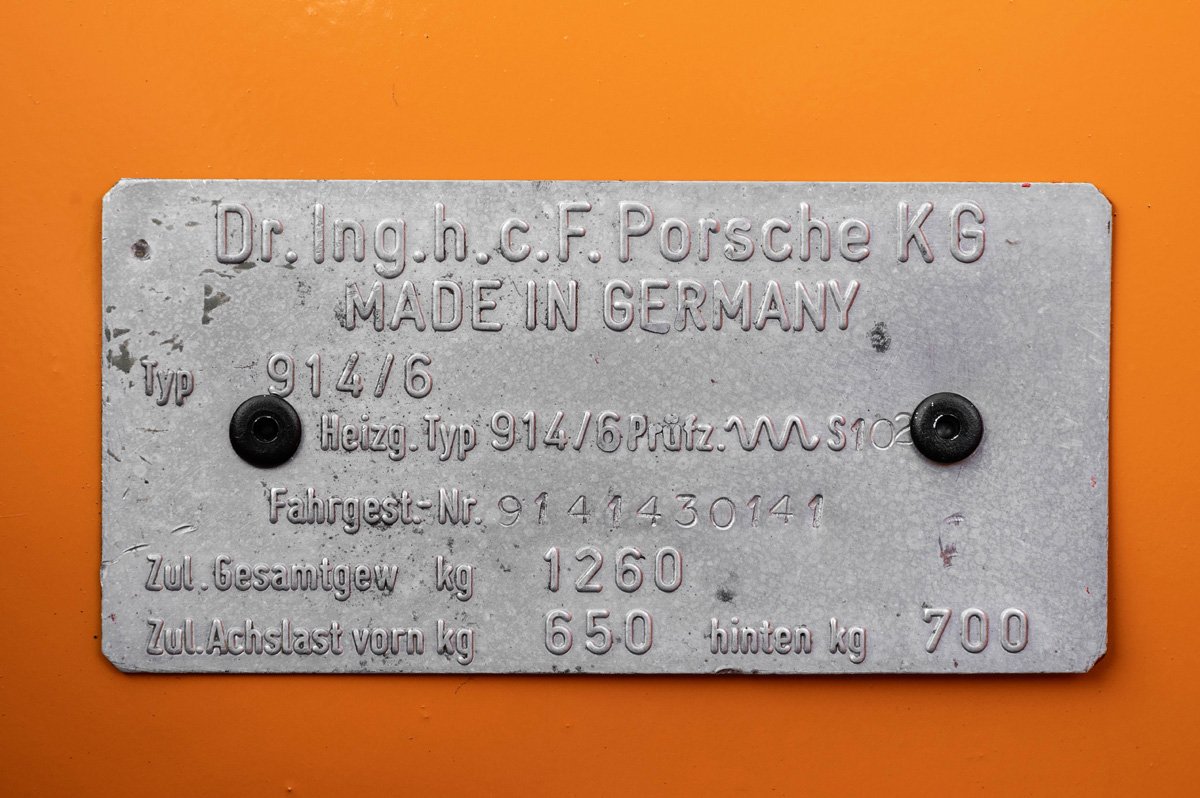 Dr. Ing.h.c.F. Porsche KG
MADE IN GERMANY
Typ 914/6
Heizg. Typ 914/6 Prüfz. S102
Fahrgest.-Nr. 9141430141
Zul. Gesamtgew kg 1260
Zul. Achslast vorn kg 650 hinten kg 700